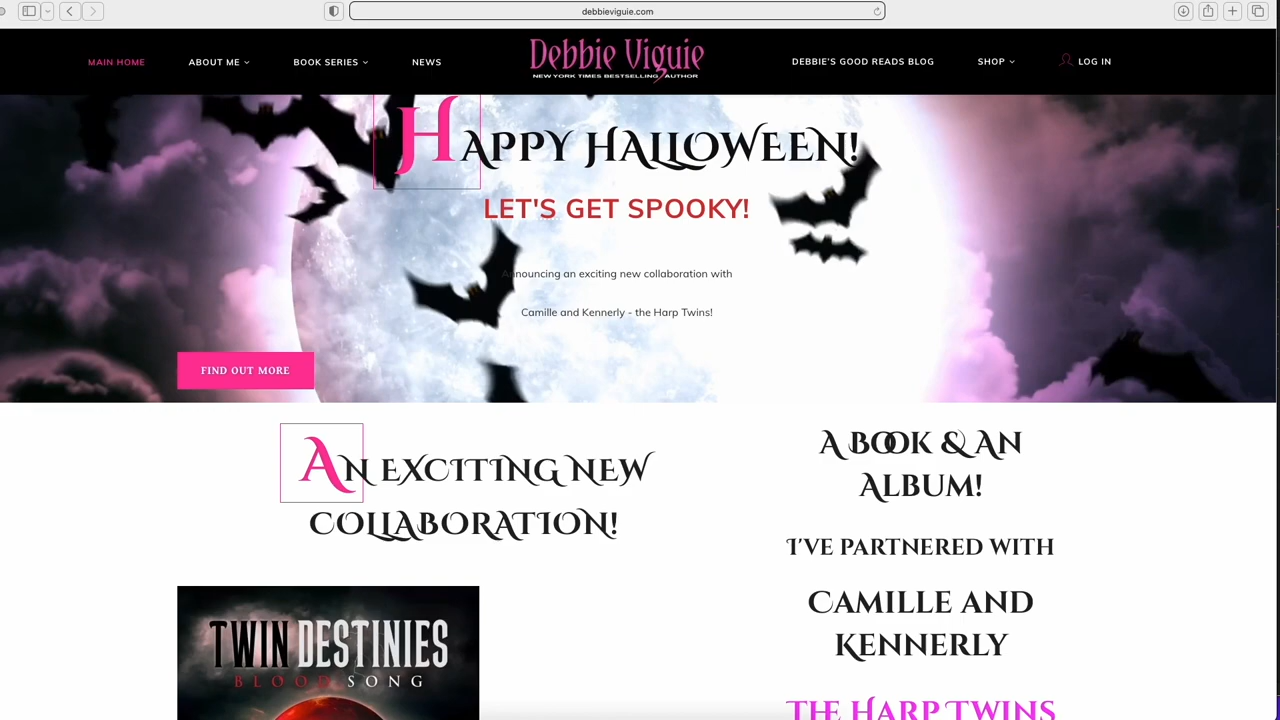 debbieviguie.com
MAIN HOME
ABOUT ME
BOOK SERIES
NEWS
Debbie Viguie
NEW YORK TIMES BESTSELLING AUTHOR
DEBBIE'S GOOD READS BLOG
SHOP
LOG IN
HAPPY HALLOWEEN!
LET'S GET SPOOKY!
Announcing an exciting new collaboration with
Camille and Kennerly - the Harp Twins!
FIND OUT MORE
AN EXCITING NEW
COLLABORATION!
TWIN DESTINIES
BLOOD SONG
A BOOK & AN
ALBUM!
I'VE PARTNERED WITH
CAMILLE AND
KENNERLY
THE HARP TWINS